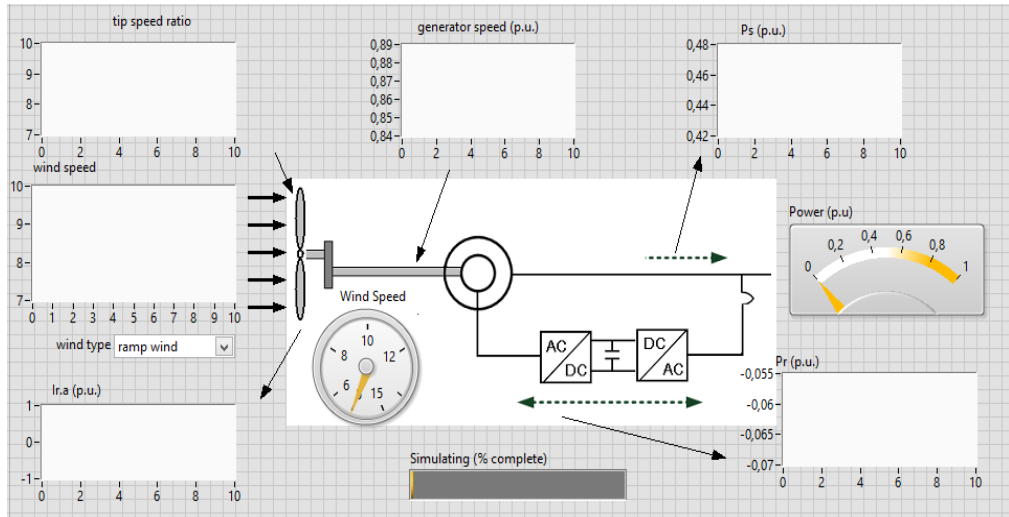 tip speed ratio
10
9
8
7
0 2 4 6 8 10
generator speed (p.u.)
0,89
0,88
0,87
0,86
0,85
0,84
0 2 4 6 8 10
Ps (p.u.)
0,48
0,46
0,44
0,42
0 2 4 6 8 10
wind speed
10
9
8
7
0 1 2 3 4 5 6 7 8 9 10
Power (p.u)
0 0,2 0,4 0,6 0,8 1
Wind Speed
6 8 10 12 15
wind type ramp wind
AC
DC
DC
AC
Ir.a (p.u.)
1
0
-1
0 2 4 6 8 10
Pr (p.u.)
-0,055
-0,06
-0,065
-0,07
0 2 4 6 8 10
Simulating (% complete)